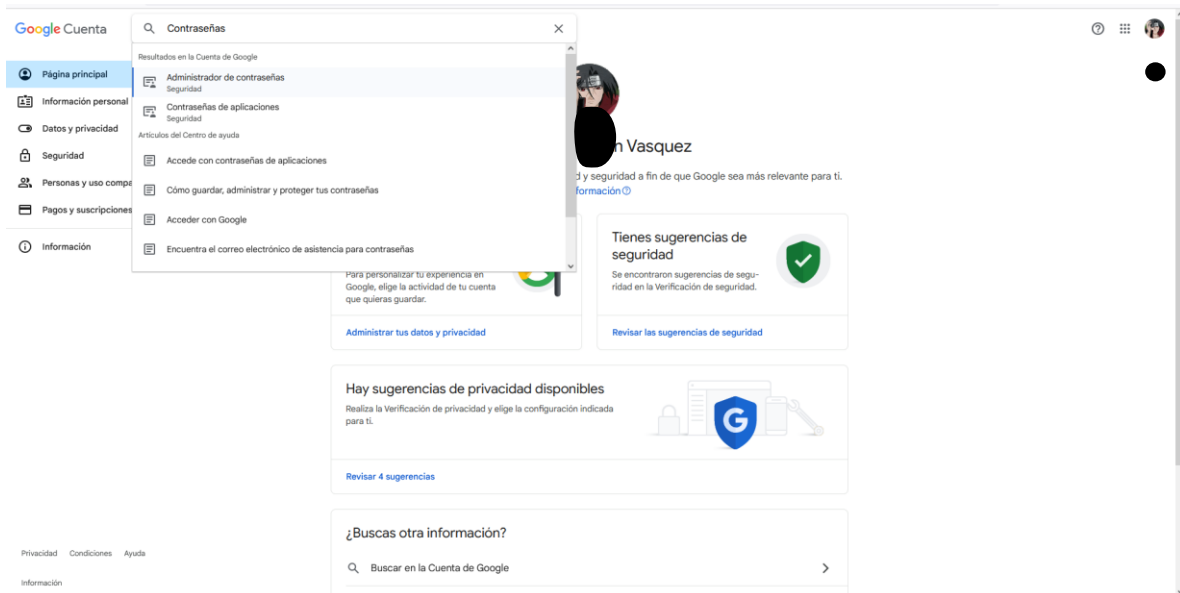 Google Cuenta
Contraseñas
Resultados en la Cuenta de Google
Administrador de contraseñas
Seguridad
Contraseñas de aplicaciones
Seguridad
Artículos del Centro de ayuda
Accede con contraseñas de aplicaciones
Cómo guardar, administrar y proteger tus contraseñas
Acceder con Google
Encuentra el correo electrónico de asistencia para contraseñas
Página principal
Información personal
Datos y privacidad
Seguridad
Personas y uso compa
Pagos y suscripciones
Información
n Vasquez
d y seguridad a fin de que Google sea más relevante para ti.
formación
Para personalizar tu experiencia en
Google, elige la actividad de tu cuenta
que quieras guardar.
Administrar tus datos y privacidad
Tienes sugerencias de
seguridad
Se encontraron sugerencias de segu-
ridad en la Verificación de seguridad.
Revisar las sugerencias de seguridad
Hay sugerencias de privacidad disponibles
Realiza la Verificación de privacidad y elige la configuración indicada
para ti.
G
Revisar 4 sugerencias
¿Buscas otra información?
Buscar en la Cuenta de Google
Privacidad Condiciones Ayuda
Información